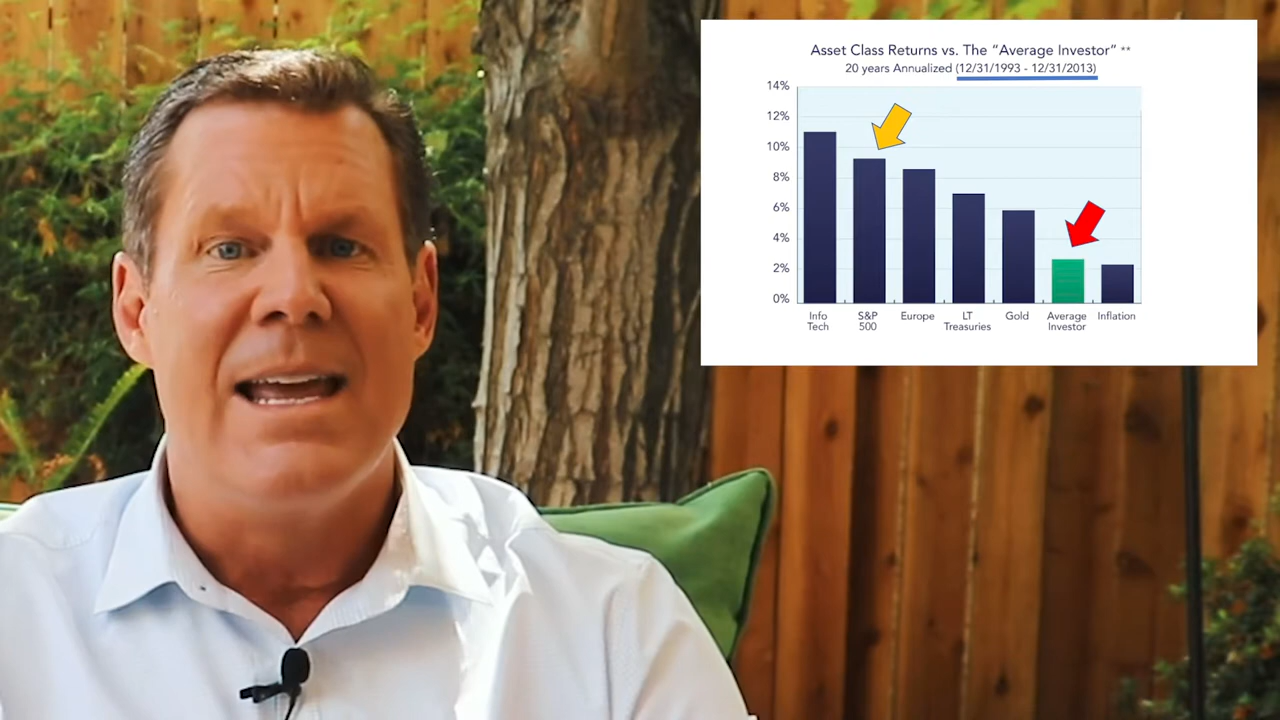 Asset Class Returns vs. The “Average Investor” **
20 years Annualized (12/31/1993 - 12/31/2013)
14%
12%
10%
8%
6%
4%
2%
0%
Info
Tech
S&P
500
Europe
LT
Treasuries
Gold
Average
Investor
Inflation